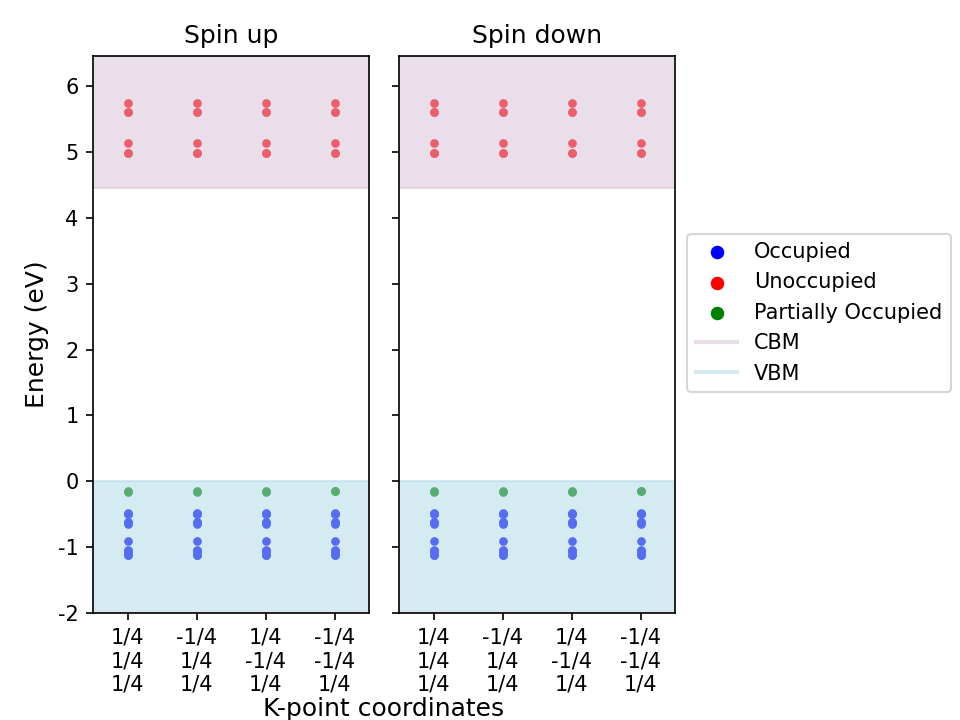 Spin up
Spin down
Energy (eV)
6
5
4
3
2
1
0
-1
-2
1/4 -1/4 1/4 -1/4 1/4 -1/4 1/4 -1/4
1/4 1/4 -1/4 -1/4 1/4 1/4 -1/4 -1/4
1/4 1/4 1/4 1/4 1/4 1/4 1/4 1/4
K-point coordinates
Occupied
Unoccupied
Partially Occupied
CBM
VBM